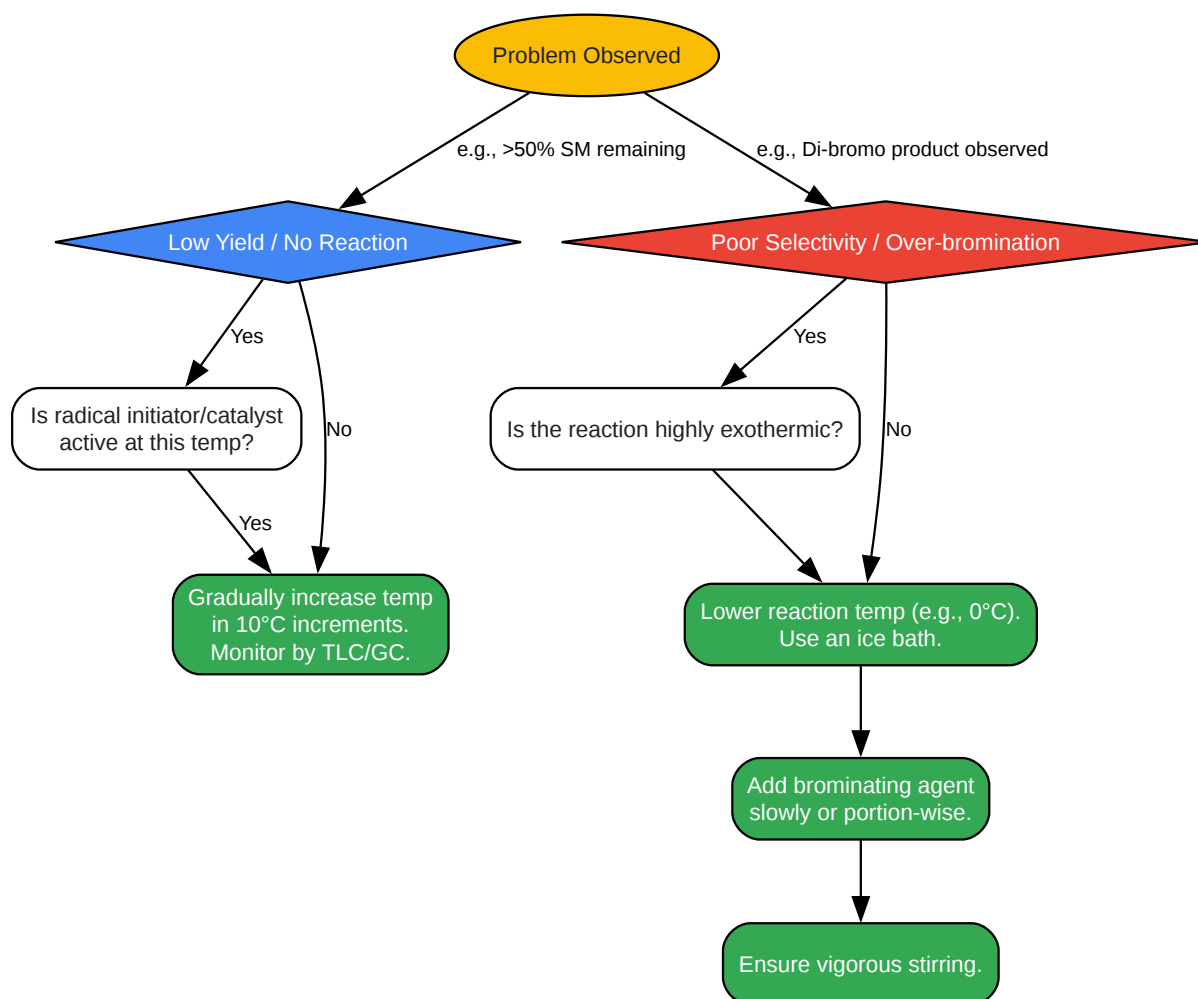 Problem Observed
e.g., >50% SM remaining
e.g., Di-bromo product observed
Low Yield / No Reaction
Poor Selectivity / Over-bromination
Yes
Yes
Is radical initiator/catalyst
active at this temp?
No
Is the reaction highly exothermic?
No
Yes
Gradually increase temp
in 10°C increments.
Monitor by TLC/GC.
Lower reaction temp (e.g., 0°C).
Use an ice bath.
Add brominating agent
slowly or portion-wise.
Ensure vigorous stirring.